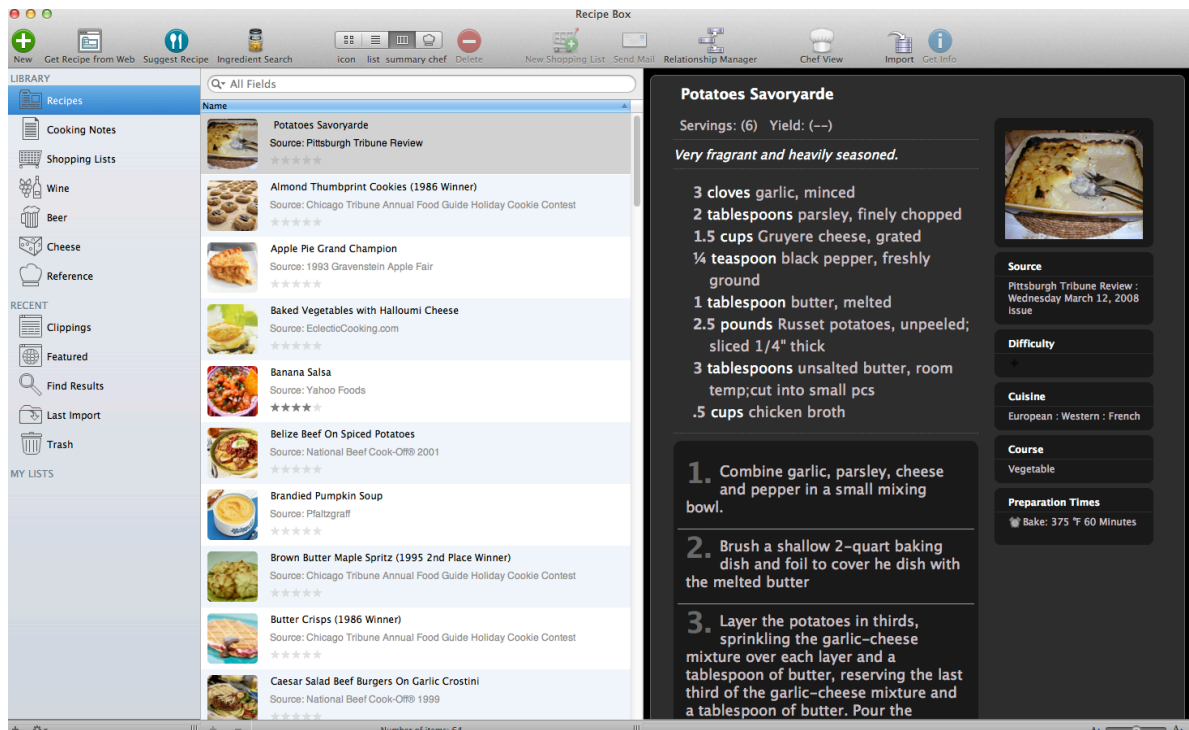 Recipe Box
New Get Recipe from Web Suggest Recipe Ingredient Search icon list summary chef Delete New Shopping List Send Mail Relationship Manager Chef View Import Get Info
LIBRARY
Recipes
Cooking Notes
Shopping Lists
Wine
Beer
Cheese
Reference
RECENT
Clippings
Featured
Find Results
Last Import
Trash
MY LISTS
All Fields
Name
Potatoes Savoryarde
Source: Pittsburgh Tribune Review
Almond Thumbprint Cookies (1986 Winner)
Source: Chicago Tribune Annual Food Guide Holiday Cookie Contest
Apple Pie Grand Champion
Source: 1993 Gravenstein Apple Fair
Baked Vegetables with Halloumi Cheese
Source: EclecticCooking.com
Banana Salsa
Source: Yahoo Foods
Belize Beef On Spiced Potatoes
Source: National Beef Cook-Off® 2001
Brandied Pumpkin Soup
Source: Pfaltzgraff
Brown Butter Maple Spritz (1995 2nd Place Winner)
Source: Chicago Tribune Annual Food Guide Holiday Cookie Contest
Butter Crisps (1986 Winner)
Source: Chicago Tribune Annual Food Guide Holiday Cookie Contest
Caesar Salad Beef Burgers On Garlic Crostini
Source: National Beef Cook-Off® 1999
Number of items: 64
Potatoes Savoryarde
Servings: (6) Yield: (--)
Very fragrant and heavily seasoned.
3 cloves garlic, minced
2 tablespoons parsley, finely chopped
1.5 cups Gruyere cheese, grated
¼ teaspoon black pepper, freshly
ground
1 tablespoon butter, melted
2.5 pounds Russet potatoes, unpeeled;
sliced 1/4" thick
3 tablespoons unsalted butter, room
temp;cut into small pcs
.5 cups chicken broth
1. Combine garlic, parsley, cheese
and pepper in a small mixing
bowl.
2. Brush a shallow 2-quart baking
dish and foil to cover he dish with
the melted butter
3. Layer the potatoes in thirds,
sprinkling the garlic-cheese
mixture over each layer and a
tablespoon of butter, reserving the last
third of the garlic-cheese mixture and
a tablespoon of butter. Pour the
Source
Pittsburgh Tribune Review :
Wednesday March 12, 2008
issue
Difficulty
Cuisine
European : Western : French
Course
Vegetable
Preparation Times
Bake: 375 °F 60 Minutes